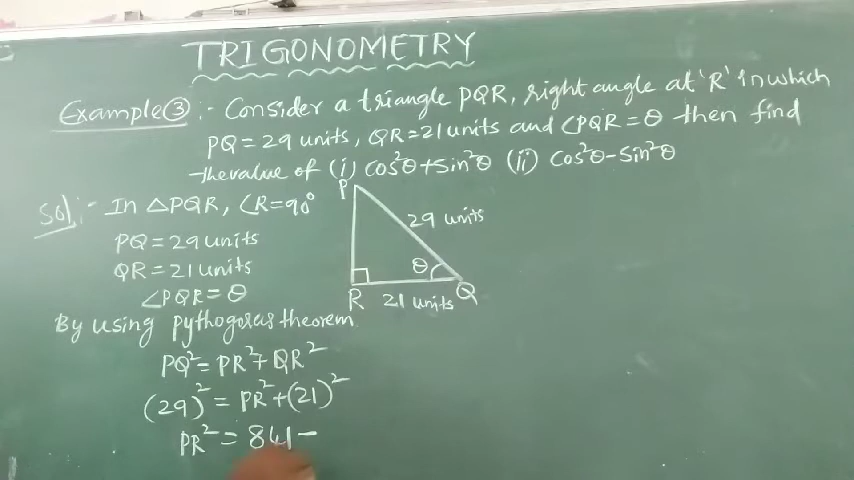 TRIGONOMETRY
Example③:- Consider a triangle PQR, right angle at 'R' in which
PQ = 29 units, QR = 21 units and ∠PQR = θ then find
the value of (i) cos²θ + sin²θ (ii) cos²θ - sin²θ
Sol:- In △PQR, ∠R = 90°
PQ = 29 units
QR = 21 units
∠PQR = θ
P
29 units
θ
R
21 units
Q
By using pythogoras theorem
PQ² = PR² + QR²
(29)² = PR² + (21)²
PR² = 841 -